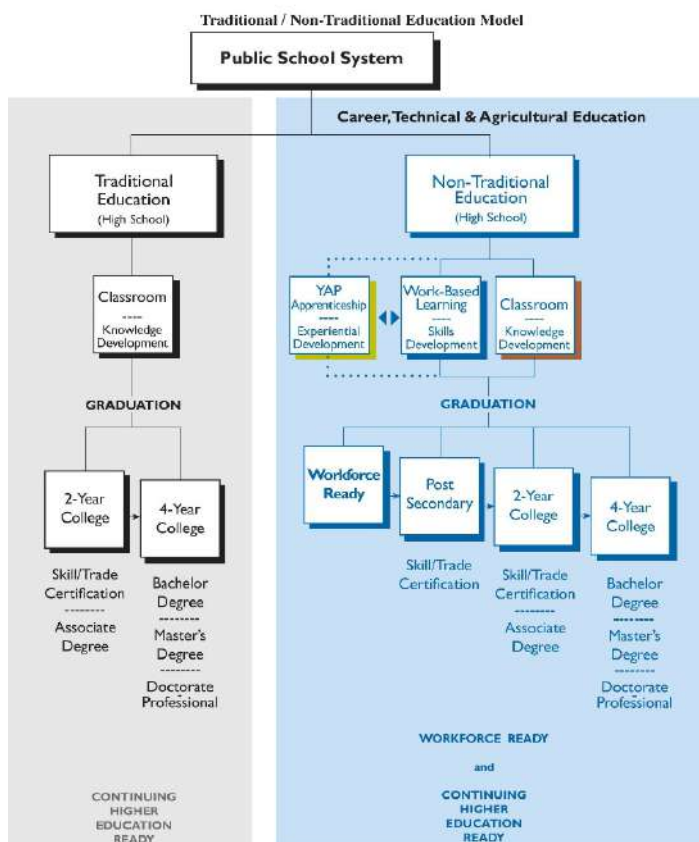 Traditional / Non-Traditional Education Model
Public School System
Career, Technical & Agricultural Education
Traditional
Education
(High School)
Classroom
----
Knowledge
Development
GRADUATION
2-Year
College
4-Year
College
Skill/Trade
Certification
--------
Associate
Degree
Bachelor
Degree
--------
Master's
Degree
--------
Doctorate
Professional
CONTINUING
HIGHER
EDUCATION
READY
Non-Traditional
Education
(High School)
YAP
Apprenticeship
----
Experiential
Development
Work-Based
Learning
----
Skills
Development
Classroom
----
Knowledge
Development
GRADUATION
Workforce
Ready
Post
Secondary
2-Year
College
4-Year
College
Skill/Trade
Certification
Skill/Trade
Certification
--------
Associate
Degree
Bachelor
Degree
--------
Master's
Degree
--------
Doctorate
Professional
WORKFORCE READY
and
CONTINUING
HIGHER
EDUCATION
READY